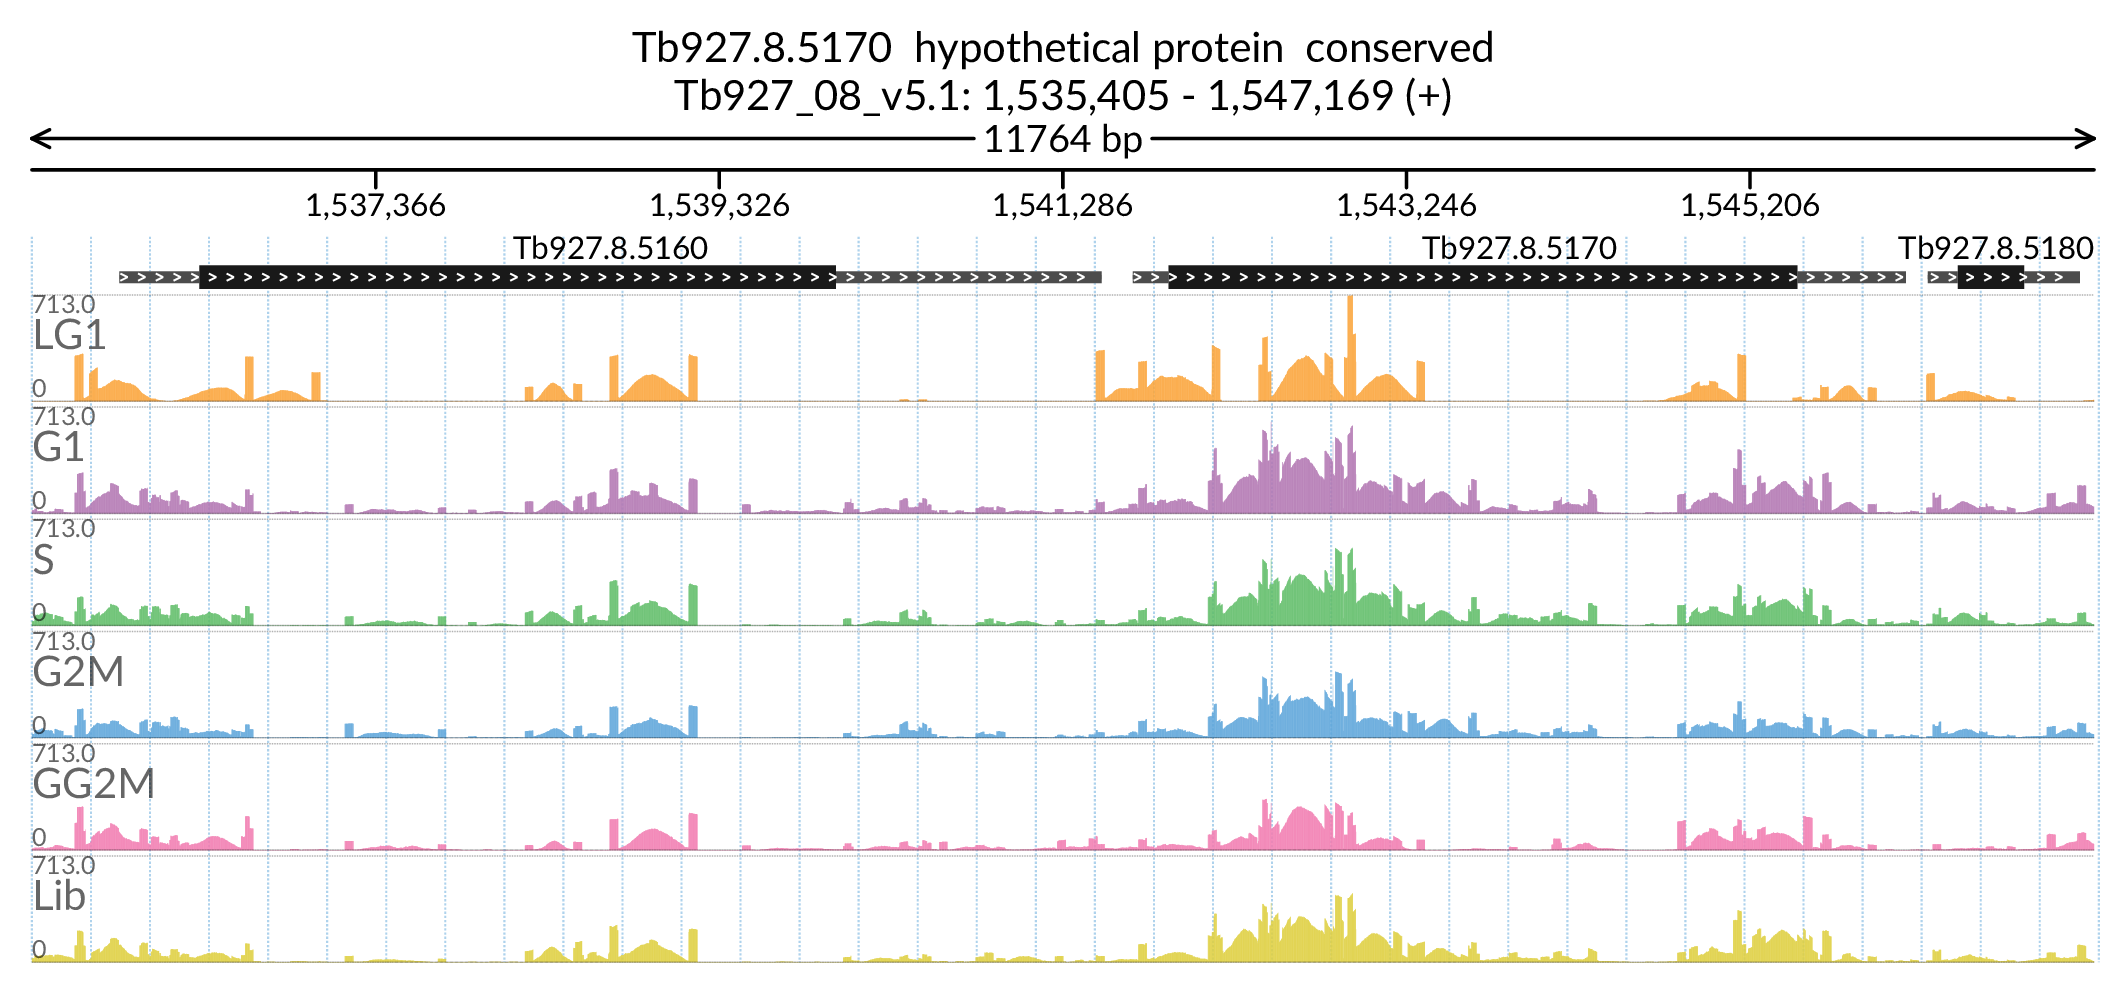 Tb927.8.5170 hypothetical protein conserved
Tb927_08_v5.1: 1,535,405 - 1,547,169 (+)
11764 bp
1,537,366 1,539,326 1,541,286 1,543,246 1,545,206
Tb927.8.5160 Tb927.8.5170 Tb927.8.5180
713.0
LG1
0
713.0
G1
0
713.0
S
0
713.0
G2M
0
713.0
GG2M
0
713.0
Lib
0